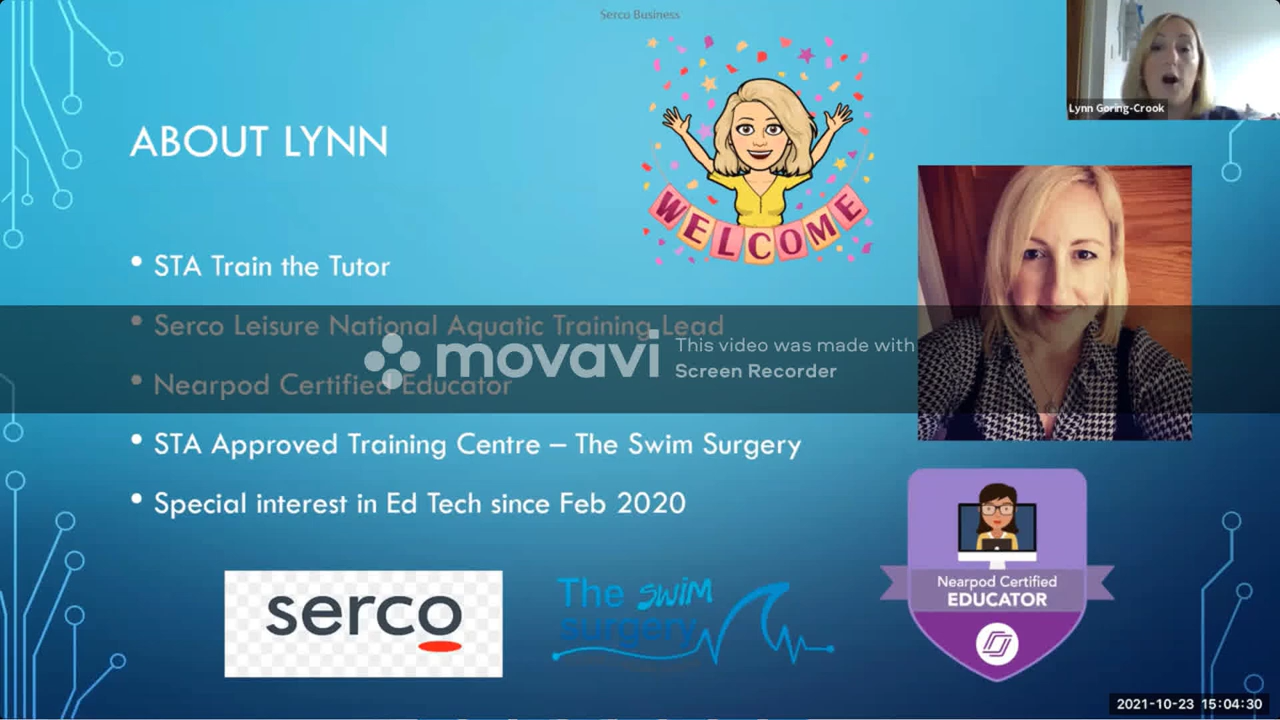 Serco Business
Lynn Goring-Crook
ABOUT LYNN
WELCOME
• STA Train the Tutor
• Serco Leisure National Aquatic Training Lead
• Nearpod Certified Educator
movavi
This video was made with
Screen Recorder
• STA Approved Training Centre – The Swim Surgery
• Special interest in Ed Tech since Feb 2020
serco
The swim
surgery
Nearpod Certified
EDUCATOR
2021-10-23 15:04:30